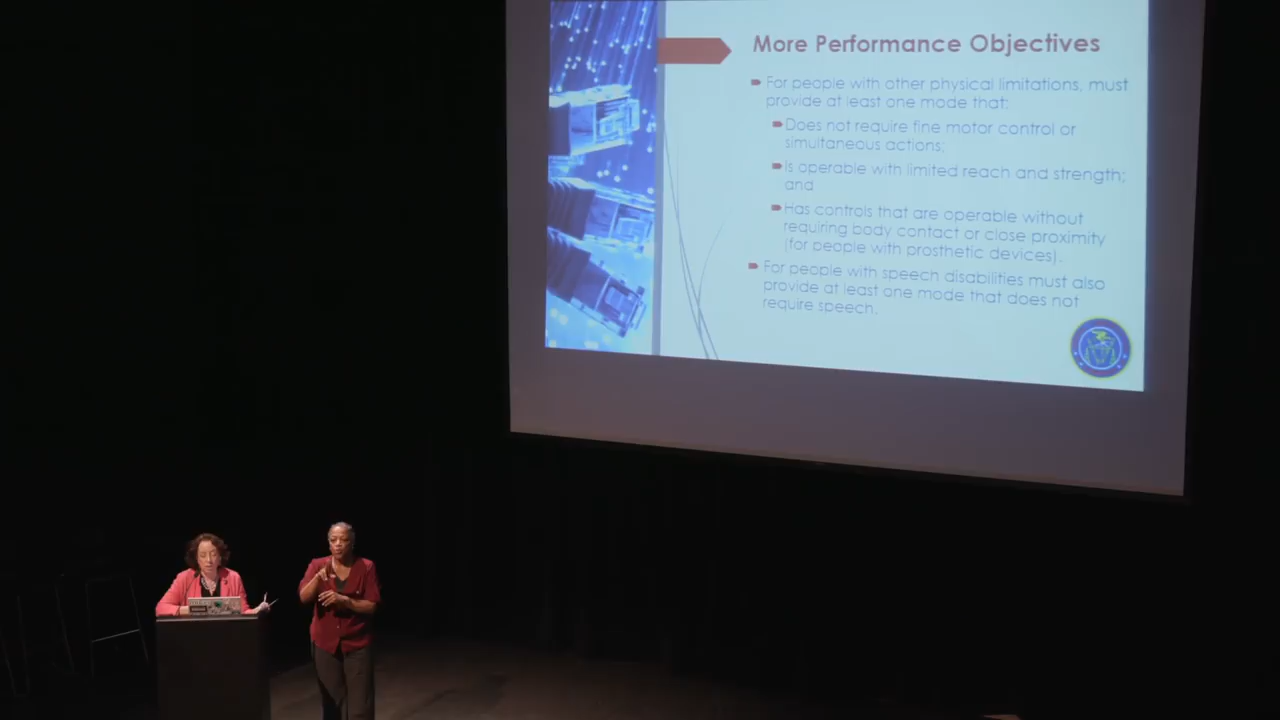 More Performance Objectives
For people with other physical limitations, must
provide at least one mode that:
Does not require fine motor control or
simultaneous actions;
Is operable with limited reach and strength;
and
Has controls that are operable without
requiring body contact or close proximity
(for people with prosthetic devices).
For people with speech disabilities must also
provide at least one mode that does not
require speech.